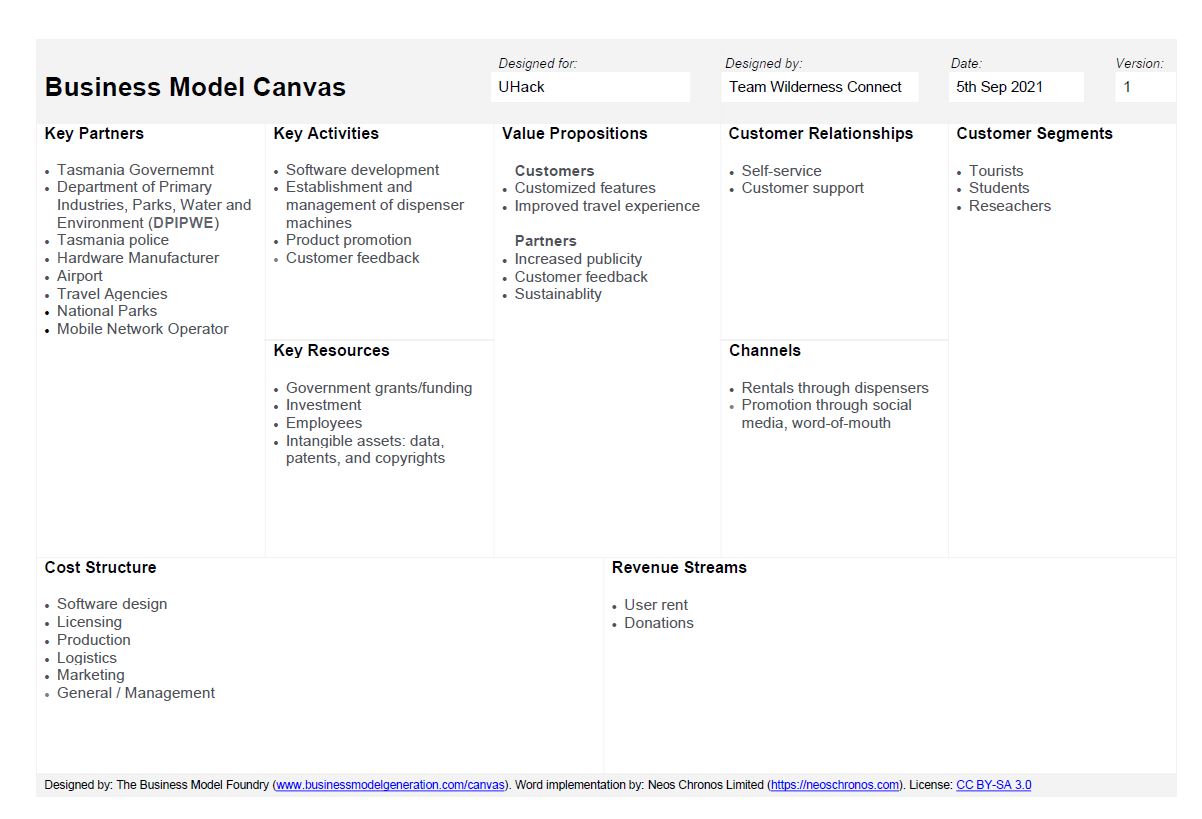 Business Model Canvas
Designed for:
UHack
Designed by:
Team Wilderness Connect
Date:
5th Sep 2021
Version:
1
Key Partners
• Tasmania Governemnt
• Department of Primary
Industries, Parks, Water and
Environment (DPIPWE)
• Tasmania police
• Hardware Manufacturer
• Airport
• Travel Agencies
• National Parks
• Mobile Network Operator
Key Activities
• Software development
• Establishment and
management of dispenser
machines
• Product promotion
• Customer feedback
Key Resources
• Government grants/funding
• Investment
• Employees
• Intangible assets: data,
patents, and copyrights
Value Propositions
Customers
• Customized features
• Improved travel experience
Partners
• Increased publicity
• Customer feedback
• Sustainablity
Customer Relationships
• Self-service
• Customer support
Channels
• Rentals through dispensers
• Promotion through social
media, word-of-mouth
Customer Segments
• Tourists
• Students
• Reseachers
Cost Structure
• Software design
• Licensing
• Production
• Logistics
• Marketing
• General / Management
Revenue Streams
• User rent
• Donations
Designed by: The Business Model Foundry (www.businessmodelgeneration.com/canvas). Word implementation by: Neos Chronos Limited (https://neoschronos.com). License: CC BY-SA 3.0